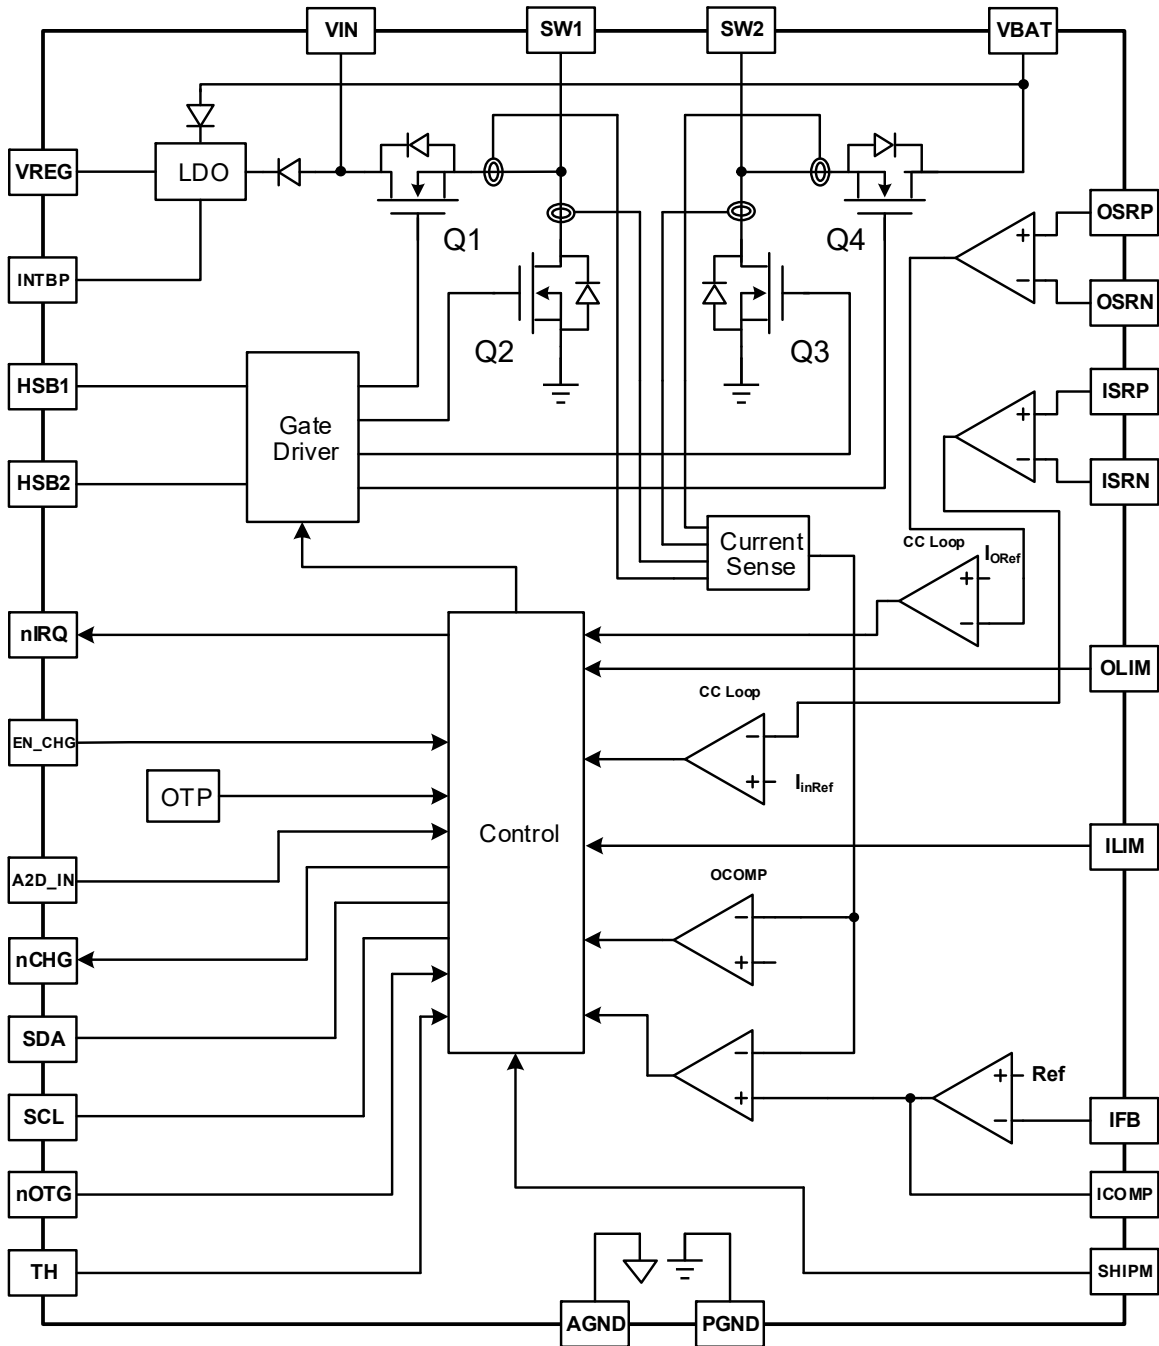 VIN
SW1
SW2
VBAT
VREG
LDO
OSRP
Q1
Q4
INTBP
OSRN
Q2
Q3
HSB1
ISRP
Gate
Driver
HSB2
ISRN
Current
Sense
CC Loop
IORef
nIRQ
OLIM
CC Loop
EN_CHG
IinRef
OTP
Control
ILIM
A2D_IN
OCOMP
nCHG
SDA
Ref
SCL
IFB
nOTG
ICOMP
TH
SHIPM
AGND
PGND